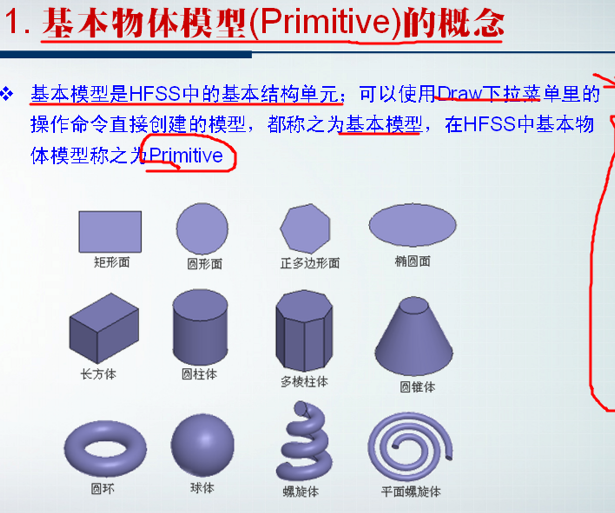 1. 基本物体模型(Primitive)的概念
❖ 基本模型是HFSS中的基本结构单元；可以使用Draw下拉菜单里的
操作命令直接创建的模型，都称之为基本模型，在HFSS中基本物
体模型称之为Primitive
矩形面 圆形面 正多边形面 椭圆面
长方体 圆柱体 多棱柱体 圆锥体
圆环 球体 螺旋体 平面螺旋体